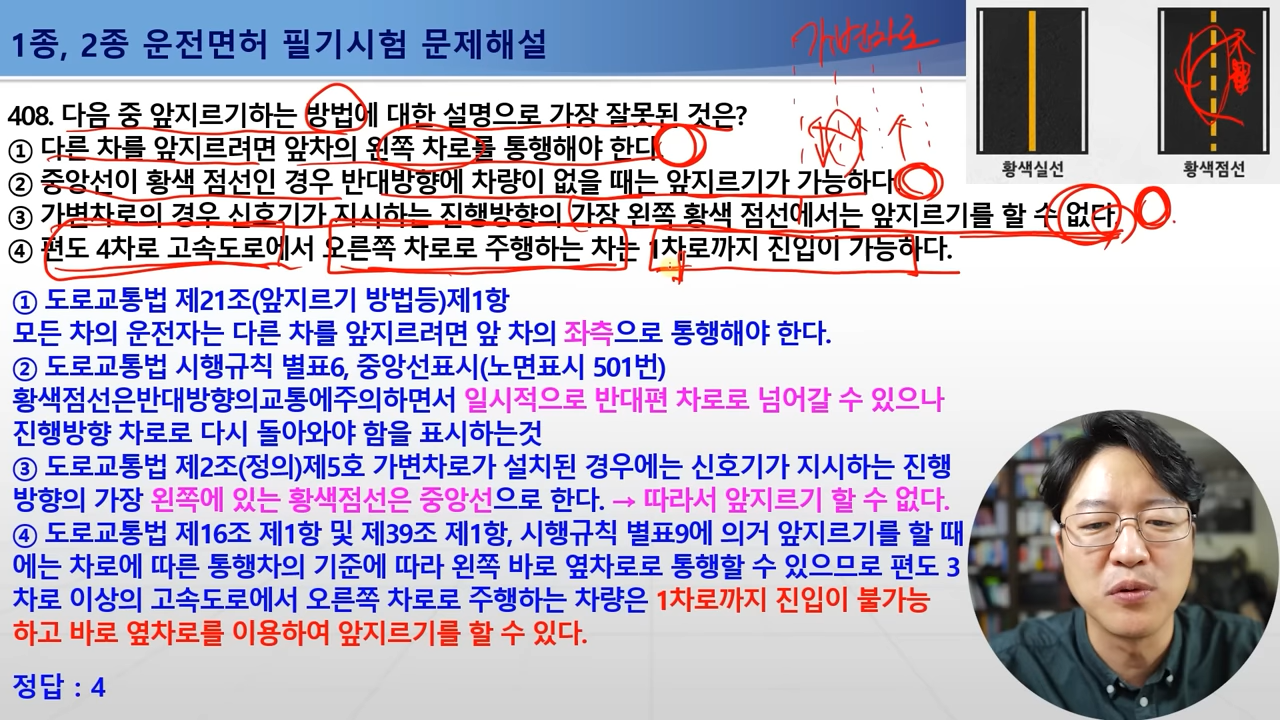 1종, 2종 운전면허 필기시험 문제해설
가변차로
황색실선
황색점선
408. 다음 중 앞지르기하는 방법에 대한 설명으로 가장 잘못된 것은?
① 다른 차를 앞지르려면 앞차의 왼쪽 차로를 통행해야 한다
② 중앙선이 황색 점선인 경우 반대방향에 차량이 없을 때는 앞지르기가 가능하다
③ 가변차로의 경우 신호기가 지시하는 진행방향의 가장 왼쪽 황색 점선에서는 앞지르기를 할 수 없다
④ 편도 4차로 고속도로에서 오른쪽 차로로 주행하는 차는 1차로까지 진입이 가능하다.
① 도로교통법 제21조(앞지르기 방법등)제1항
모든 차의 운전자는 다른 차를 앞지르려면 앞 차의 좌측으로 통행해야 한다.
② 도로교통법 시행규칙 별표6, 중앙선표시(노면표시 501번)
황색점선은반대방향의교통에주의하면서 일시적으로 반대편 차로로 넘어갈 수 있으나
진행방향 차로로 다시 돌아와야 함을 표시하는것
③ 도로교통법 제2조(정의)제5호 가변차로가 설치된 경우에는 신호기가 지시하는 진행
방향의 가장 왼쪽에 있는 황색점선은 중앙선으로 한다. → 따라서 앞지르기 할 수 없다.
④ 도로교통법 제16조 제1항 및 제39조 제1항, 시행규칙 별표9에 의거 앞지르기를 할 때
에는 차로에 따른 통행차의 기준에 따라 왼쪽 바로 옆차로로 통행할 수 있으므로 편도 3
차로 이상의 고속도로에서 오른쪽 차로로 주행하는 차량은 1차로까지 진입이 불가능
하고 바로 옆차로를 이용하여 앞지르기를 할 수 있다.
정답 : 4